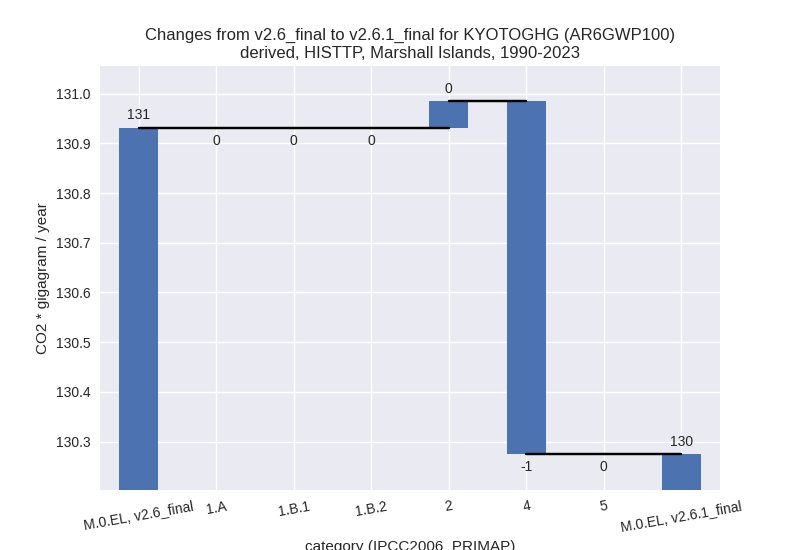 Changes from v2.6_final to v2.6.1_final for KYOTOGHG (AR6GWP100)
derived, HISTTP, Marshall Islands, 1990-2023
CO2 * gigagram / year
131.0
130.9
130.8
130.7
130.6
130.5
130.4
130.3
131
0
0
0
0
-1
0
130
M.0.EL, v2.6_final
1.A
1.B.1
1.B.2
2
4
5
M.0.EL, v2.6.1_final
category (IPCC2006_PRIMAP)